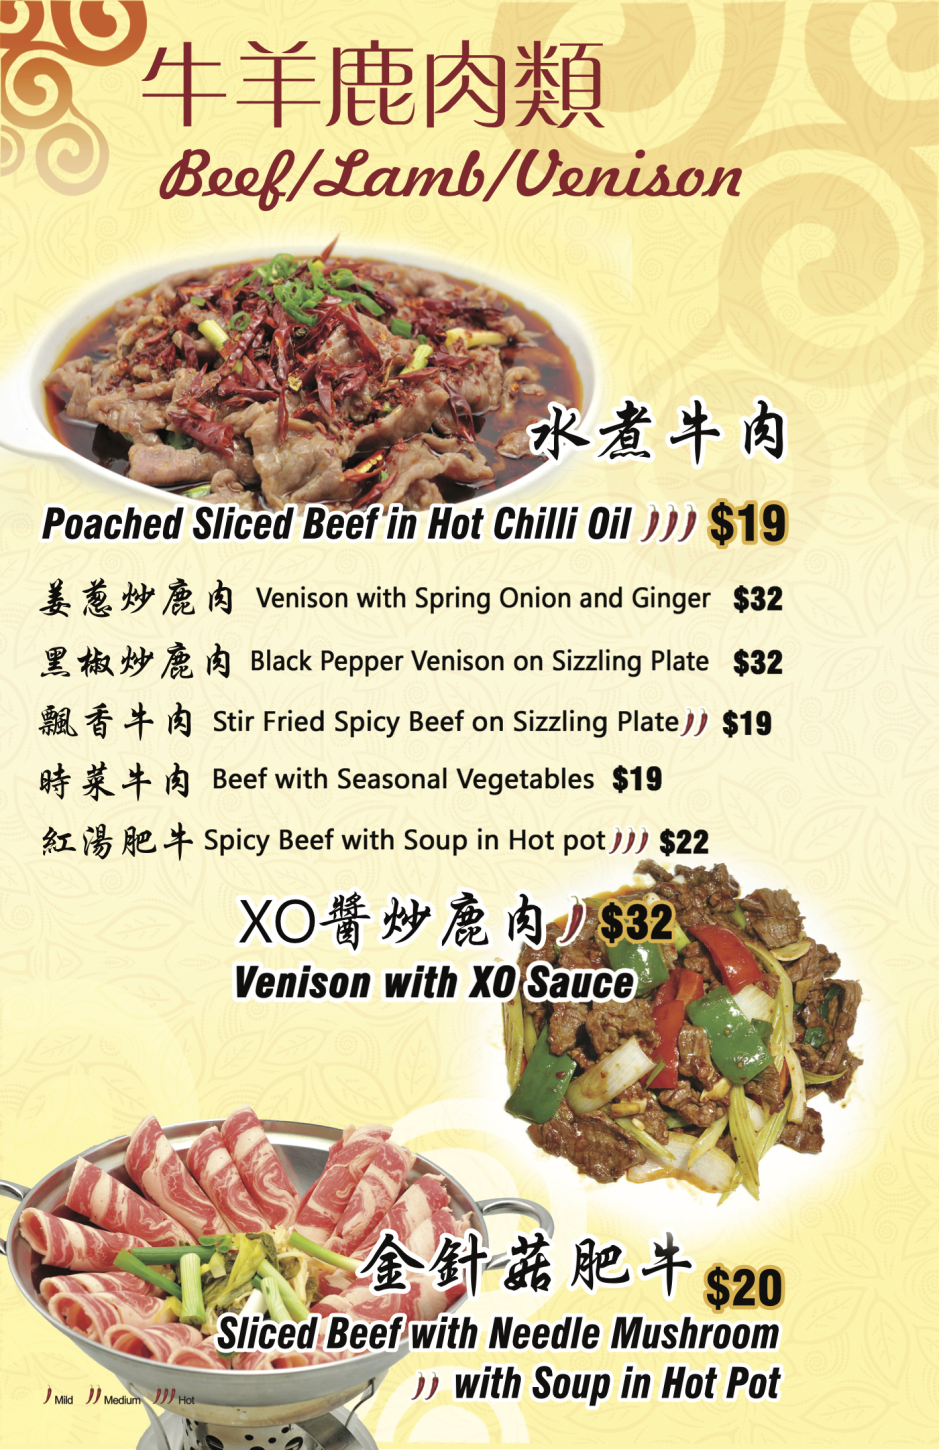 牛羊鹿肉類
Beef/Lamb/Venison
水煮牛肉
Poached Sliced Beef in Hot Chilli Oil $19
姜蔥炒鹿肉 Venison with Spring Onion and Ginger $32
黑椒炒鹿肉 Black Pepper Venison on Sizzling Plate $32
飄香牛肉 Stir Fried Spicy Beef on Sizzling Plate $19
時菜牛肉 Beef with Seasonal Vegetables $19
紅湯肥牛 Spicy Beef with Soup in Hot pot $22
XO醬炒鹿肉 $32
Venison with XO Sauce
金針菇肥牛 $20
Sliced Beef with Needle Mushroom
with Soup in Hot Pot
Mild Medium Hot